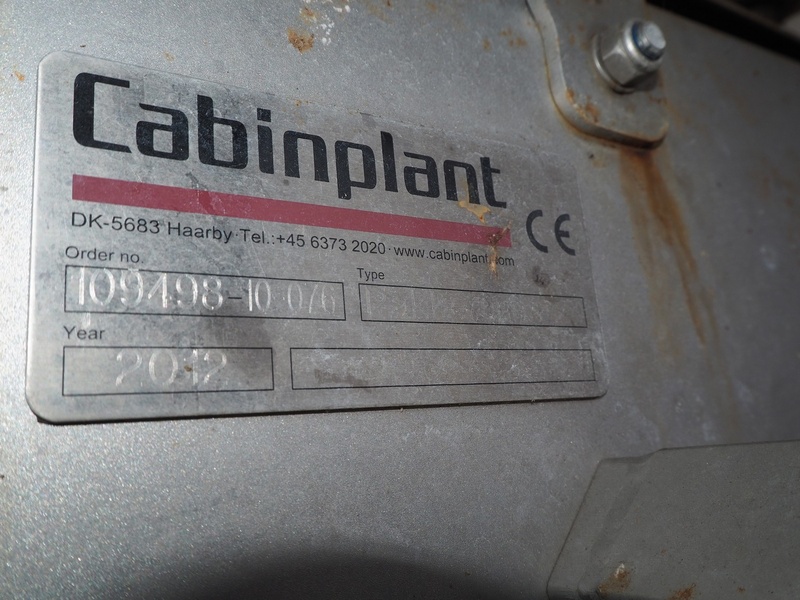 Cabinplant
DK-5683 Haarby·Tel.:+45 6373 2020·www.cabinplant.com
CE
Order no.
Type
109498-10 076
Year
2012